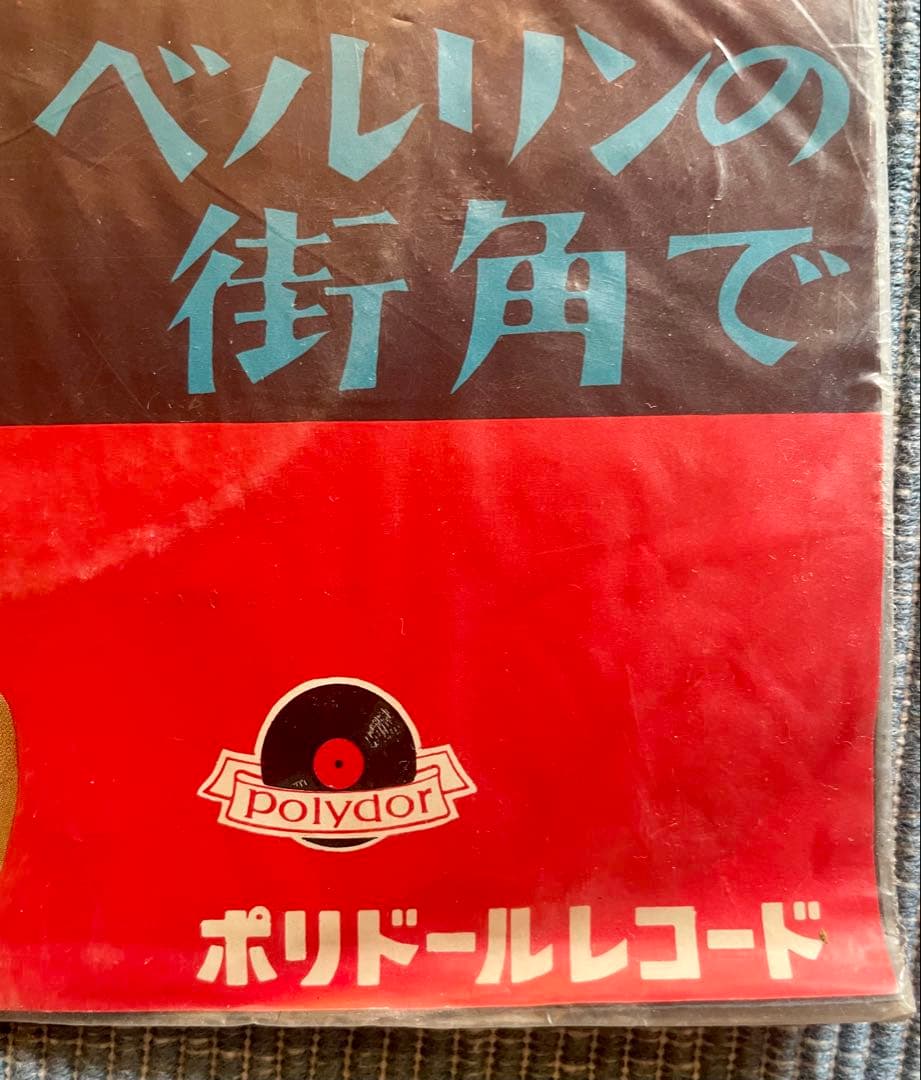 ベルリンの
街角で
polydor
ポリドールレコード